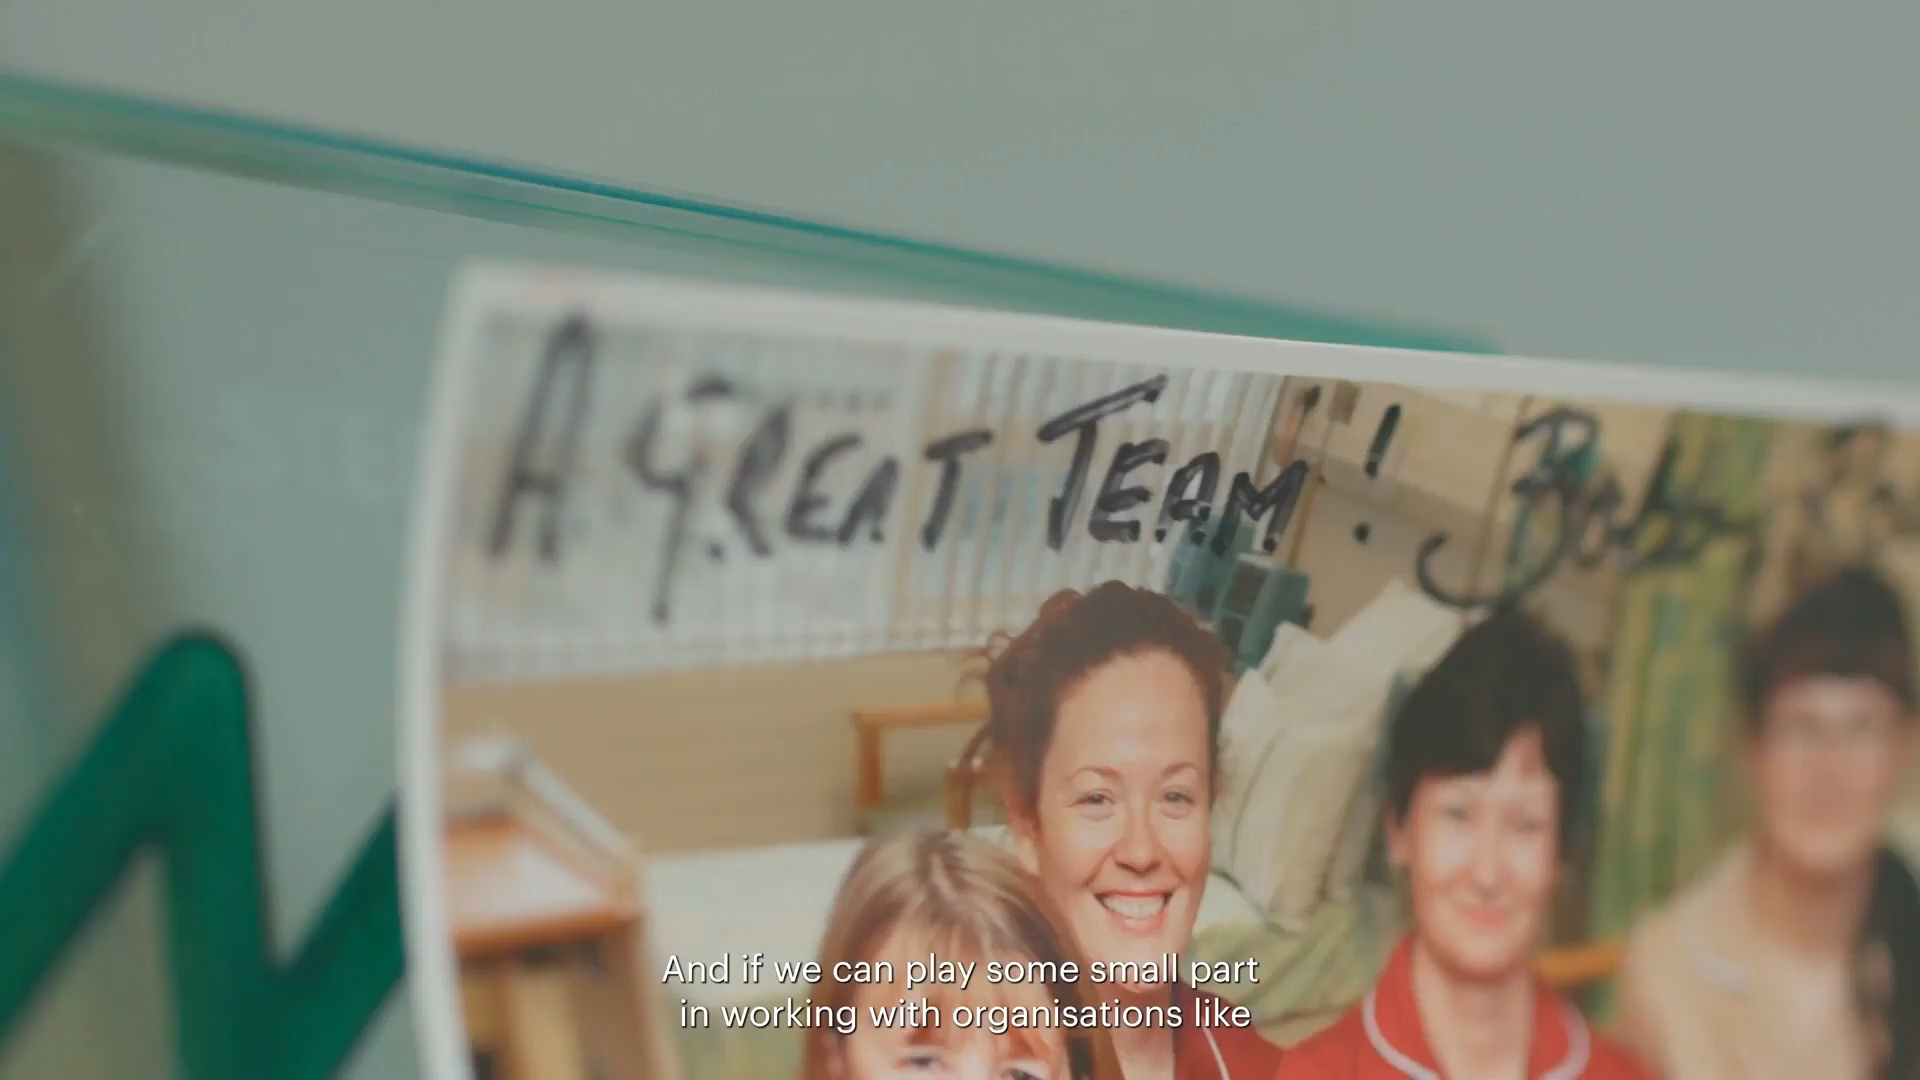 A GREAT TEAM!
And if we can play some small part
in working with organisations like